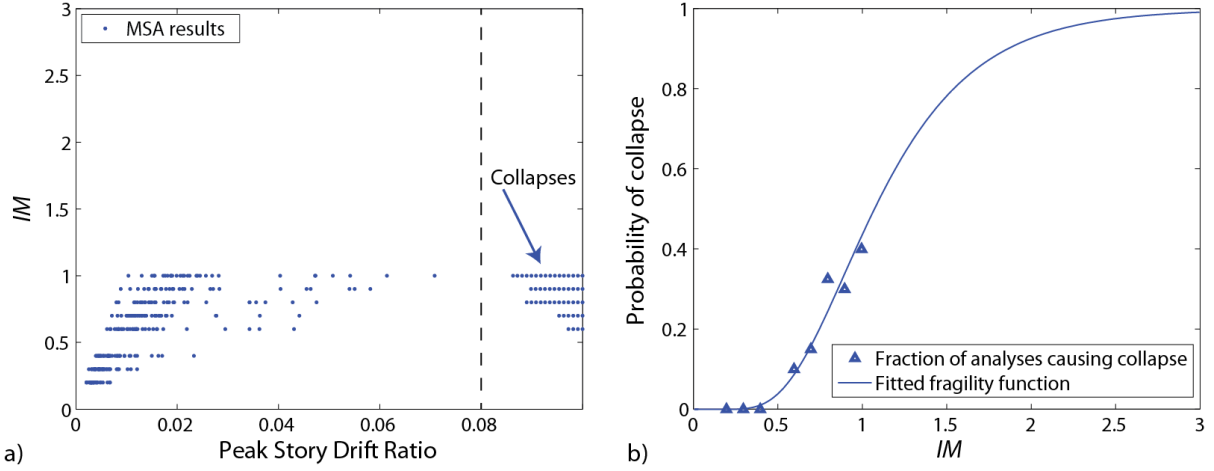 3
MSA results
2.5
2
1.5
Collapses
IM
1
0.5
0
0 0.02 0.04 0.06 0.08
a) Peak Story Drift Ratio
1
0.8
0.6
Probability of collapse
0.4
0.2
Fraction of analyses causing collapse
Fitted fragility function
0
0 0.5 1 1.5 2 2.5 3
b) IM